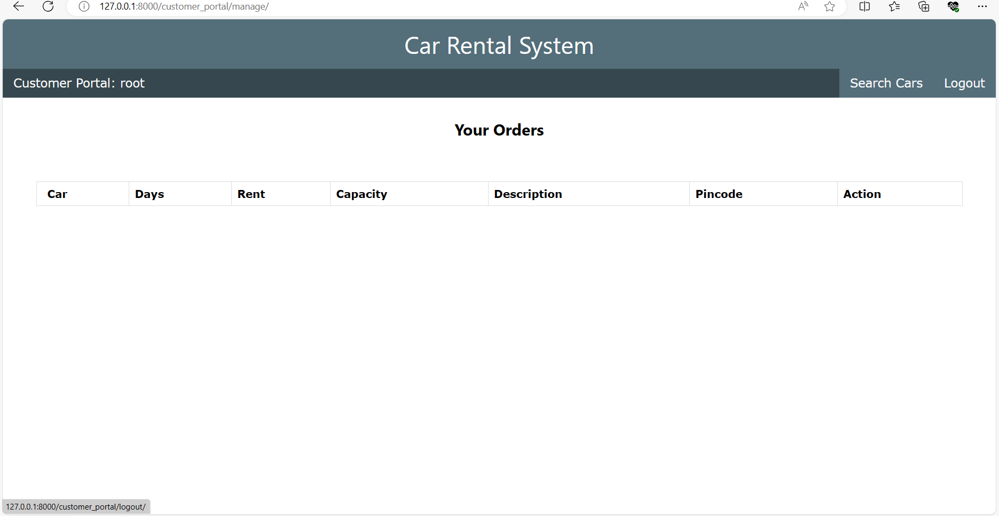 127.0.0.1:8000/customer_portal/manage/
Car Rental System
Customer Portal: root Search Cars Logout
Your Orders
Car Days Rent Capacity Description Pincode Action
127.0.0.1:8000/customer_portal/logout/